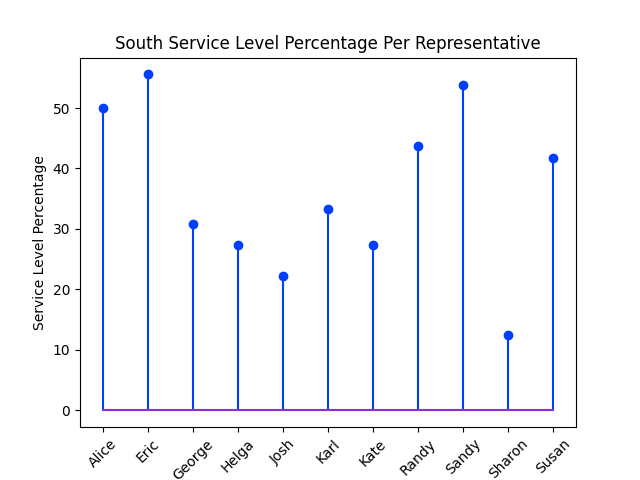 South Service Level Percentage Per Representative
Service Level Percentage
50
40
30
20
10
0
Alice
Eric
George
Helga
Josh
Karl
Kate
Randy
Sandy
Sharon
Susan